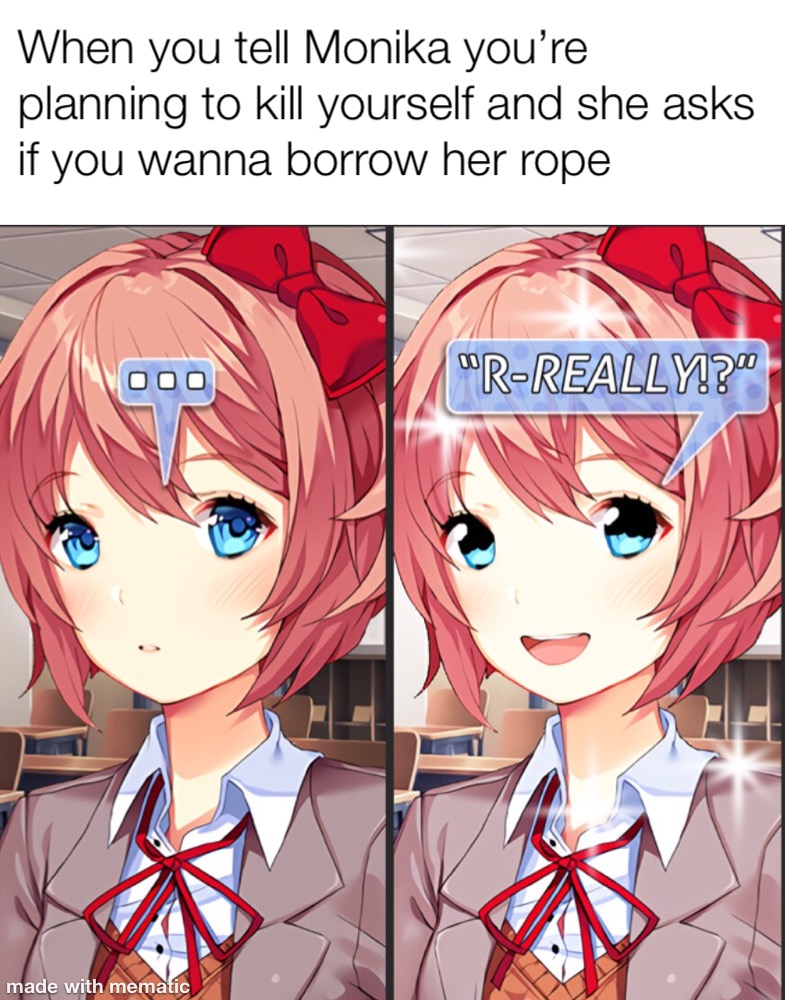 When you tell Monika you’re
planning to kill yourself and she asks
if you wanna borrow her rope
...
“R-REALLY!?”
made with mematic